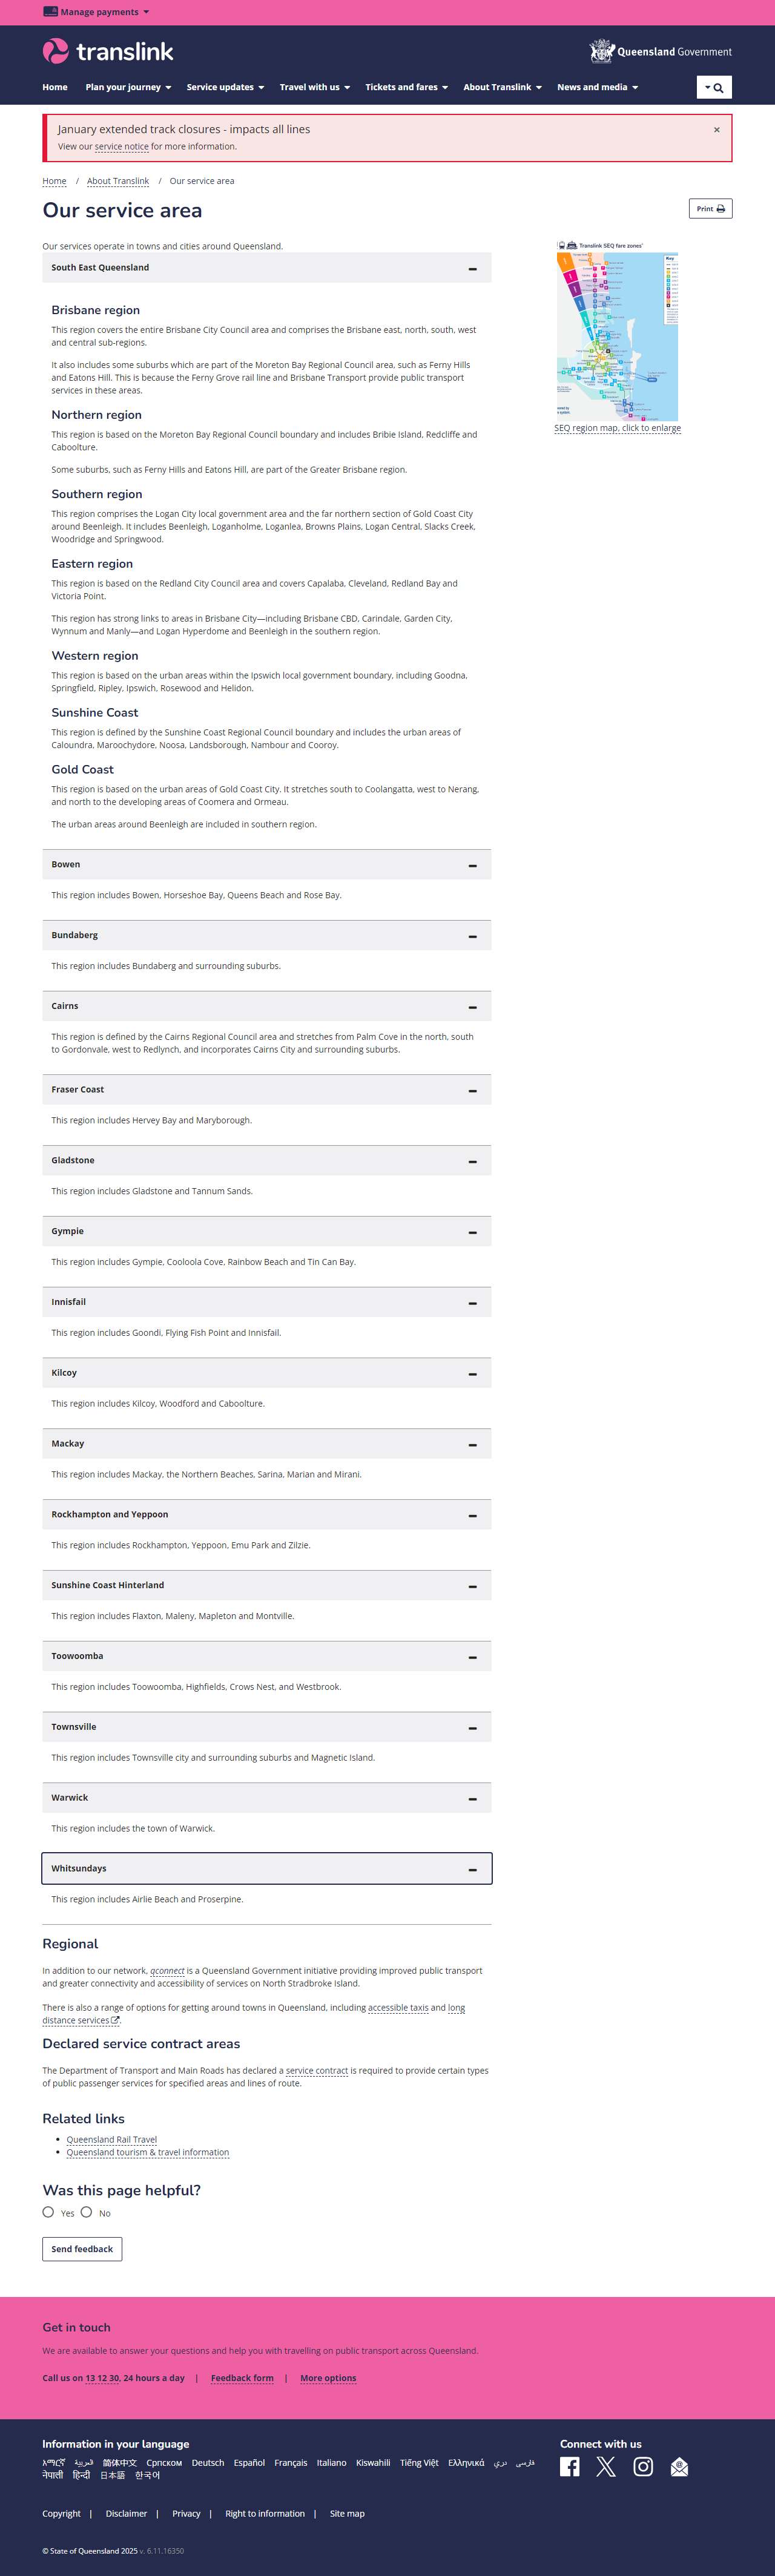 Manage payments
translink
Queensland Government
Home Plan your journey Service updates Travel with us Tickets and fares About Translink News and media
January extended track closures - impacts all lines ×
View our service notice for more information.
Home / About Translink / Our service area
Our service area
Print
Our services operate in towns and cities around Queensland.
South East Queensland
Brisbane region
This region covers the entire Brisbane City Council area and comprises the Brisbane east, north, south, west
and central sub-regions.
It also includes some suburbs which are part of the Moreton Bay Regional Council area, such as Ferny Hills
and Eatons Hill. This is because the Ferny Grove rail line and Brisbane Transport provide public transport
services in these areas.
Northern region
This region is based on the Moreton Bay Regional Council boundary and includes Bribie Island, Redcliffe and
Caboolture.
Some suburbs, such as Ferny Hills and Eatons Hill, are part of the Greater Brisbane region.
Southern region
This region comprises the Logan City local government area and the far northern section of Gold Coast City
around Beenleigh. It includes Beenleigh, Loganholme, Loganlea, Browns Plains, Logan Central, Slacks Creek,
Woodridge and Springwood.
Eastern region
This region is based on the Redland City Council area and covers Capalaba, Cleveland, Redland Bay and
Victoria Point.
This region has strong links to areas in Brisbane City—including Brisbane CBD, Carindale, Garden City,
Wynnum and Manly—and Logan Hyperdome and Beenleigh in the southern region.
Western region
This region is based on the urban areas within the Ipswich local government boundary, including Goodna,
Springfield, Ripley, Ipswich, Rosewood and Helidon.
Sunshine Coast
This region is defined by the Sunshine Coast Regional Council boundary and includes the urban areas of
Caloundra, Maroochydore, Noosa, Landsborough, Nambour and Cooroy.
Gold Coast
This region is based on the urban areas of Gold Coast City. It stretches south to Coolangatta, west to Nerang,
and north to the developing areas of Coomera and Ormeau.
The urban areas around Beenleigh are included in southern region.
Bowen
This region includes Bowen, Horseshoe Bay, Queens Beach and Rose Bay.
Bundaberg
This region includes Bundaberg and surrounding suburbs.
Cairns
This region is defined by the Cairns Regional Council area and stretches from Palm Cove in the north, south
to Gordonvale, west to Redlynch, and incorporates Cairns City and surrounding suburbs.
Fraser Coast
This region includes Hervey Bay and Maryborough.
Gladstone
This region includes Gladstone and Tannum Sands.
Gympie
This region includes Gympie, Cooloola Cove, Rainbow Beach and Tin Can Bay.
Innisfail
This region includes Goondi, Flying Fish Point and Innisfail.
Kilcoy
This region includes Kilcoy, Woodford and Caboolture.
Mackay
This region includes Mackay, the Northern Beaches, Sarina, Marian and Mirani.
Rockhampton and Yeppoon
This region includes Rockhampton, Yeppoon, Emu Park and Zilzie.
Sunshine Coast Hinterland
This region includes Flaxton, Maleny, Mapleton and Montville.
Toowoomba
This region includes Toowoomba, Highfields, Crows Nest, and Westbrook.
Townsville
This region includes Townsville city and surrounding suburbs and Magnetic Island.
Warwick
This region includes the town of Warwick.
Whitsundays
This region includes Airlie Beach and Proserpine.
Translink SEQ fare zones
Key
SEQ region map, click to enlarge
Regional
In addition to our network, qconnect is a Queensland Government initiative providing improved public transport
and greater connectivity and accessibility of services on North Stradbroke Island.
There is also a range of options for getting around towns in Queensland, including accessible taxis and long
distance services.
Declared service contract areas
The Department of Transport and Main Roads has declared a service contract is required to provide certain types
of public passenger services for specified areas and lines of route.
Related links
Queensland Rail Travel
Queensland tourism & travel information
Was this page helpful?
Yes No
Send feedback
Get in touch
We are available to answer your questions and help you with travelling on public transport across Queensland.
Call us on 13 12 30, 24 hours a day | Feedback form | More options
Information in your language
አማርኛ العربية 简体中文 Српском Deutsch Español Français Italiano Kiswahili Tiếng Việt Ελληνικά دری فارسی
नेपाली हिन्दी 日本語 한국어
Connect with us
Copyright | Disclaimer | Privacy | Right to information | Site map
© State of Queensland 2025 v. 6.11.16350